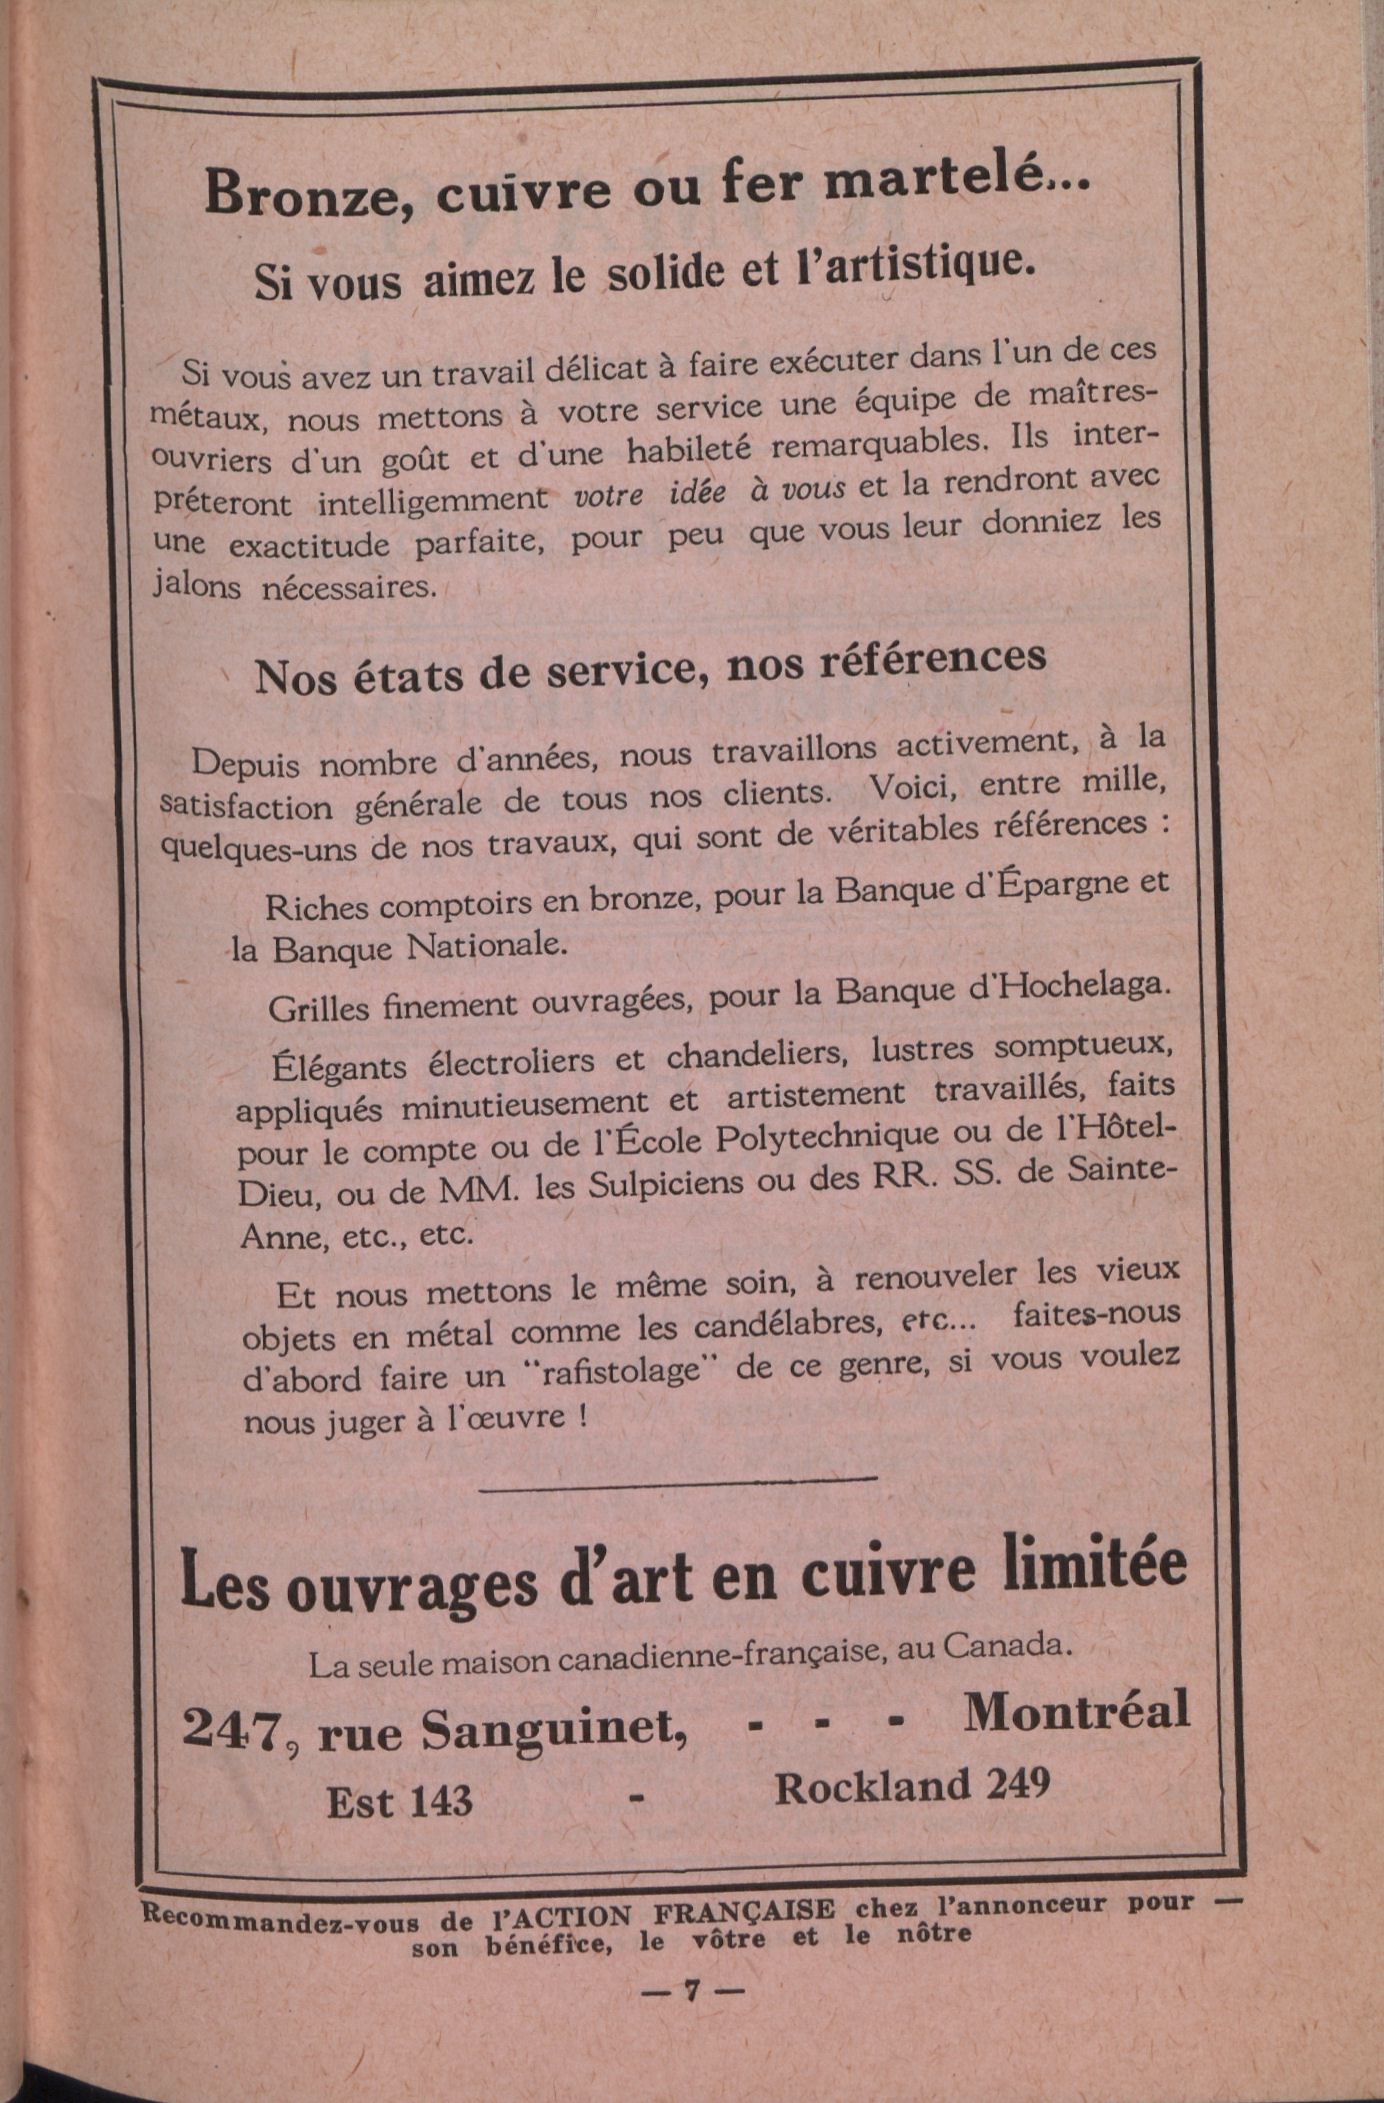 Bronze, cuivre ou fer martelé...
Si vous aimez le solide et l'artistique.
Si vous avez un travail délicat à faire exécuter dans l'un de ces
métaux, nous mettons à votre service une équipe de maîtres-
ouvriers d'un goût et d'une habileté remarquables. Ils inter-
préteront intelligemment votre idée à vous et la rendront avec
une exactitude parfaite, pour peu que vous leur donniez les
jalons nécessaires.
Nos états de service, nos références
Depuis nombre d'années, nous travaillons activement, à la
satisfaction générale de tous nos clients. Voici, entre mille,
quelques-uns de nos travaux, qui sont de véritables références :
Riches comptoirs en bronze, pour la Banque d'Épargne et
la Banque Nationale.
Grilles finement ouvragées, pour la Banque d'Hochelaga.
Élégants électroliers et chandeliers, lustres somptueux,
appliqués minutieusement et artistement travaillés, faits
pour le compte ou de l'École Polytechnique ou de l'Hôtel-
Dieu, ou de MM. les Sulpiciens ou des RR. SS. de Sainte-
Anne, etc., etc.
Et nous mettons le même soin, à renouveler les vieux
objets en métal comme les candélabres, etc... faites-nous
d'abord faire un "rafistolage" de ce genre, si vous voulez
nous juger à l'œuvre !
Les ouvrages d'art en cuivre limitée
La seule maison canadienne-française, au Canada.
247, rue Sanguinet, - - - Montréal
Est 143 - Rockland 249
Recommandez-vous de l'ACTION FRANÇAISE chez l'annonceur pour —
son bénéfice, le vôtre et le nôtre
— 7 —